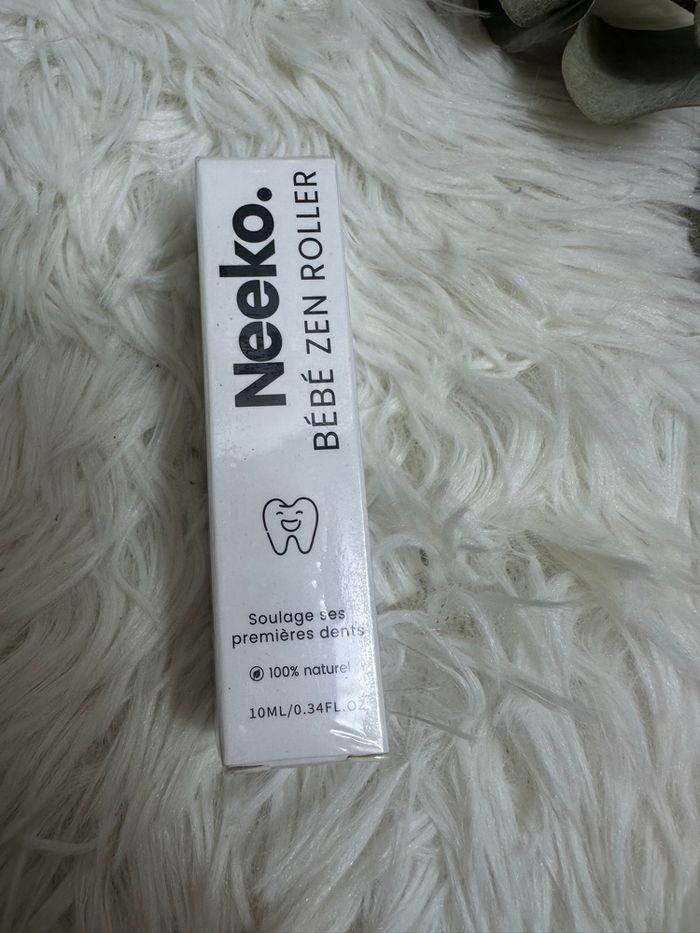 Neeko.
BÉBÉ ZEN ROLLER
Soulage ses
premières dents
100% naturel
10ML/0.34FL.OZ